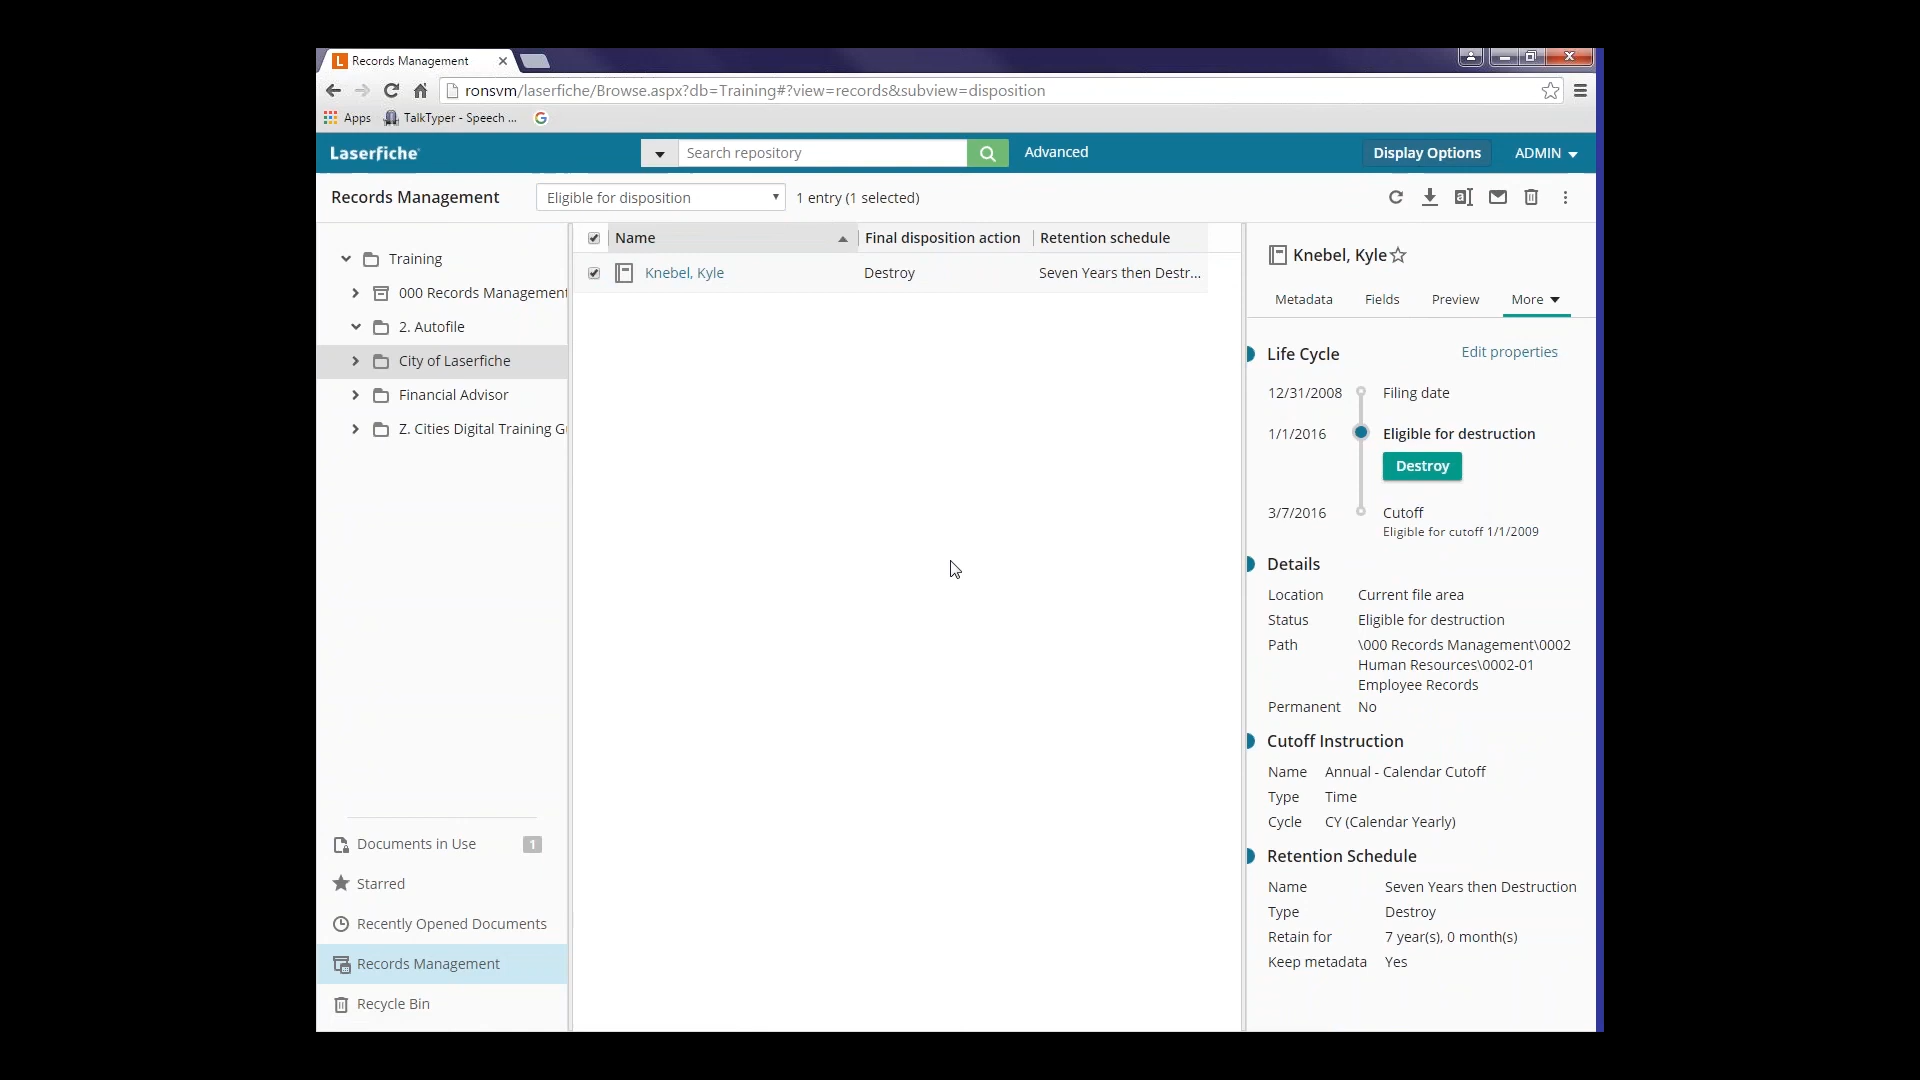 Records Management
ronsvm/laserfiche/Browse.aspx?db=Training#?view=records&subview=disposition
Apps TalkTyper - Speech ...
Laserfiche Search repository Advanced Display Options ADMIN
Records Management Eligible for disposition 1 entry (1 selected)
Training
000 Records Management
2. Autofile
City of Laserfiche
Financial Advisor
Z. Cities Digital Training G
Documents in Use 1
Starred
Recently Opened Documents
Records Management
Recycle Bin
Name Final disposition action Retention schedule
Knebel, Kyle Destroy Seven Years then Destr...
Knebel, Kyle
Metadata Fields Preview More
Life Cycle Edit properties
12/31/2008 Filing date
1/1/2016 Eligible for destruction
Destroy
3/7/2016 Cutoff
Eligible for cutoff 1/1/2009
Details
Location Current file area
Status Eligible for destruction
Path \000 Records Management\0002
Human Resources\0002-01
Employee Records
Permanent No
Cutoff Instruction
Name Annual - Calendar Cutoff
Type Time
Cycle CY (Calendar Yearly)
Retention Schedule
Name Seven Years then Destruction
Type Destroy
Retain for 7 year(s), 0 month(s)
Keep metadata Yes